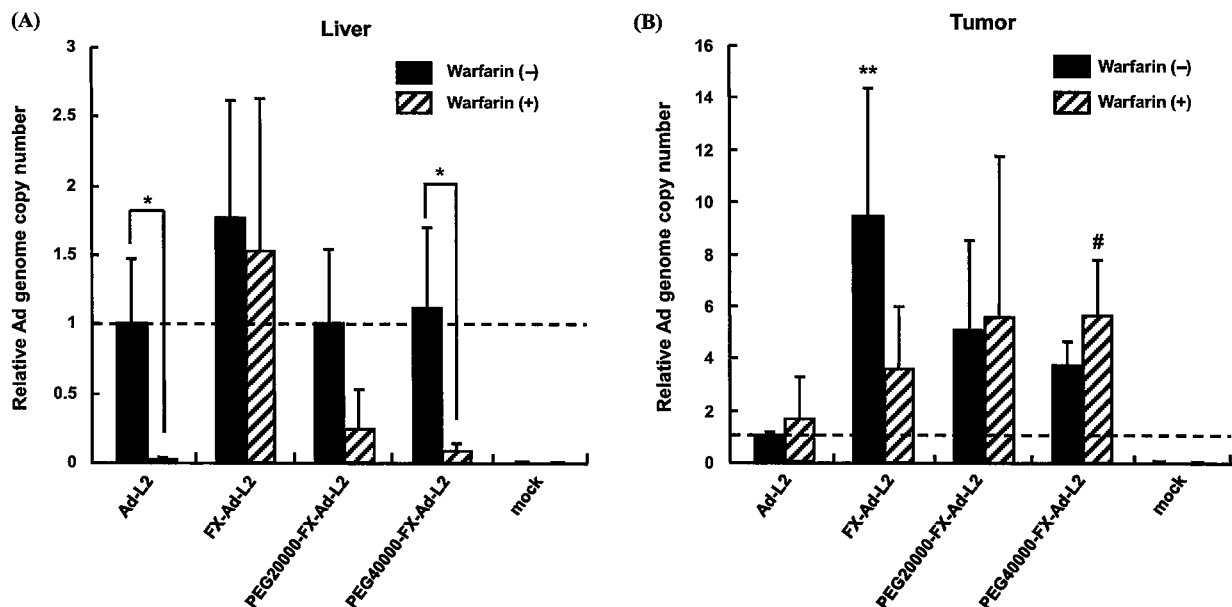 (A)
Liver
Relative Ad genome copy number
3
2.5
2
1.5
1
0.5
0
Warfarin (–)
Warfarin (+)
*
*
Ad-L2
FX-Ad-L2
PEG20000-FX-Ad-L2
PEG40000-FX-Ad-L2
mock
(B)
Tumor
Relative Ad genome copy number
16
14
12
10
8
6
4
2
0
Warfarin (–)
Warfarin (+)
**
#
Ad-L2
FX-Ad-L2
PEG20000-FX-Ad-L2
PEG40000-FX-Ad-L2
mock